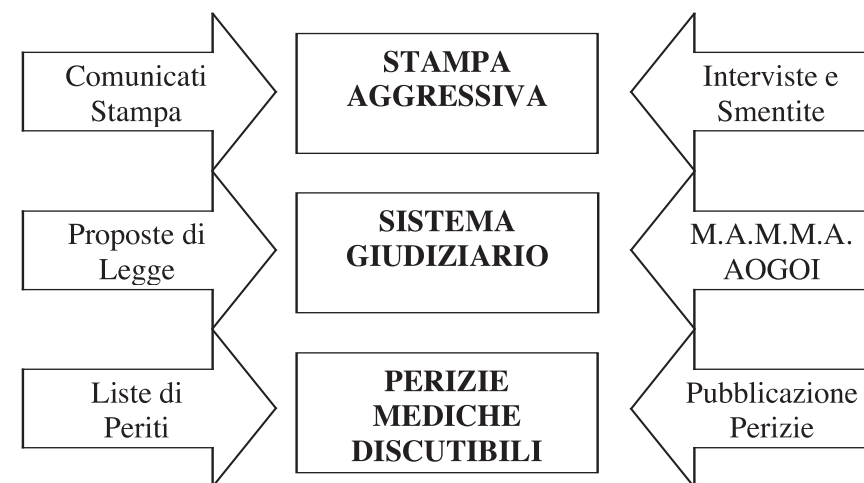 Comunicati
Stampa
STAMPA
AGGRESSIVA
Interviste e
Smentite
Proposte di
Legge
SISTEMA
GIUDIZIARIO
M.A.M.M.A.
AOGOI
Liste di
Periti
PERIZIE
MEDICHE
DISCUTIBILI
Pubblicazione
Perizie